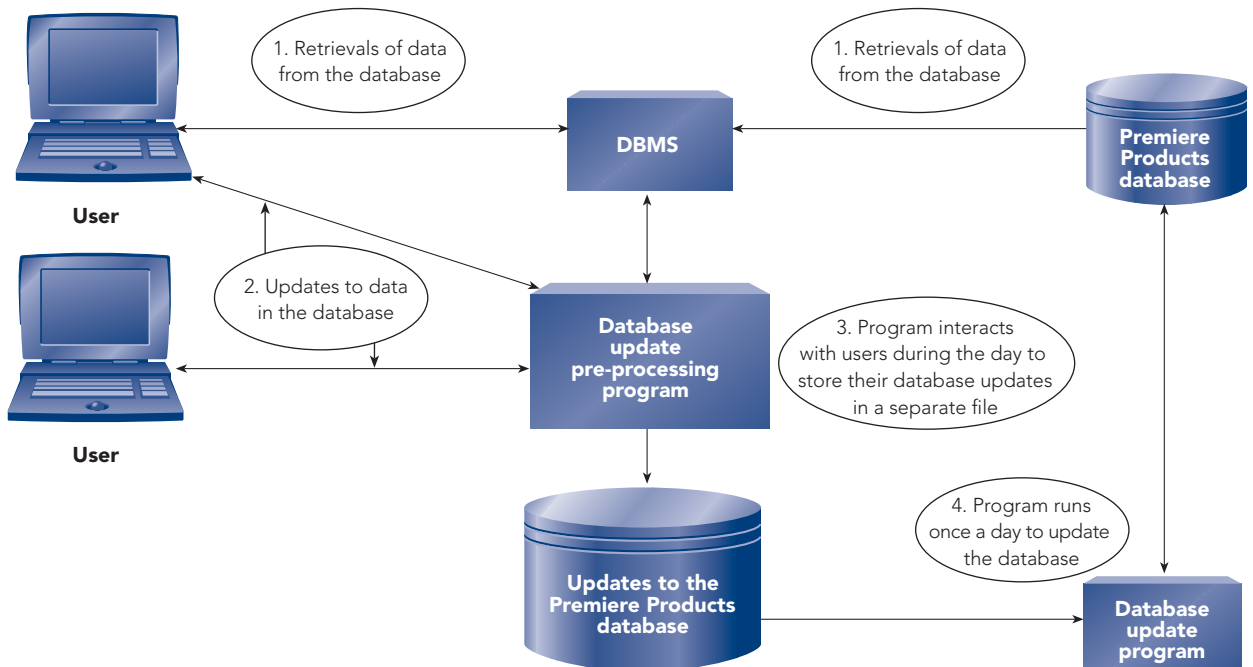 1. Retrievals of data
from the database
1. Retrievals of data
from the database
DBMS
Premiere
Products
database
User
2. Updates to data
in the database
Database
update
pre-processing
program
3. Program interacts
with users during the day to
store their database updates
in a separate file
User
4. Program runs
once a day to update
the database
Updates to the
Premiere Products
database
Database
update
program